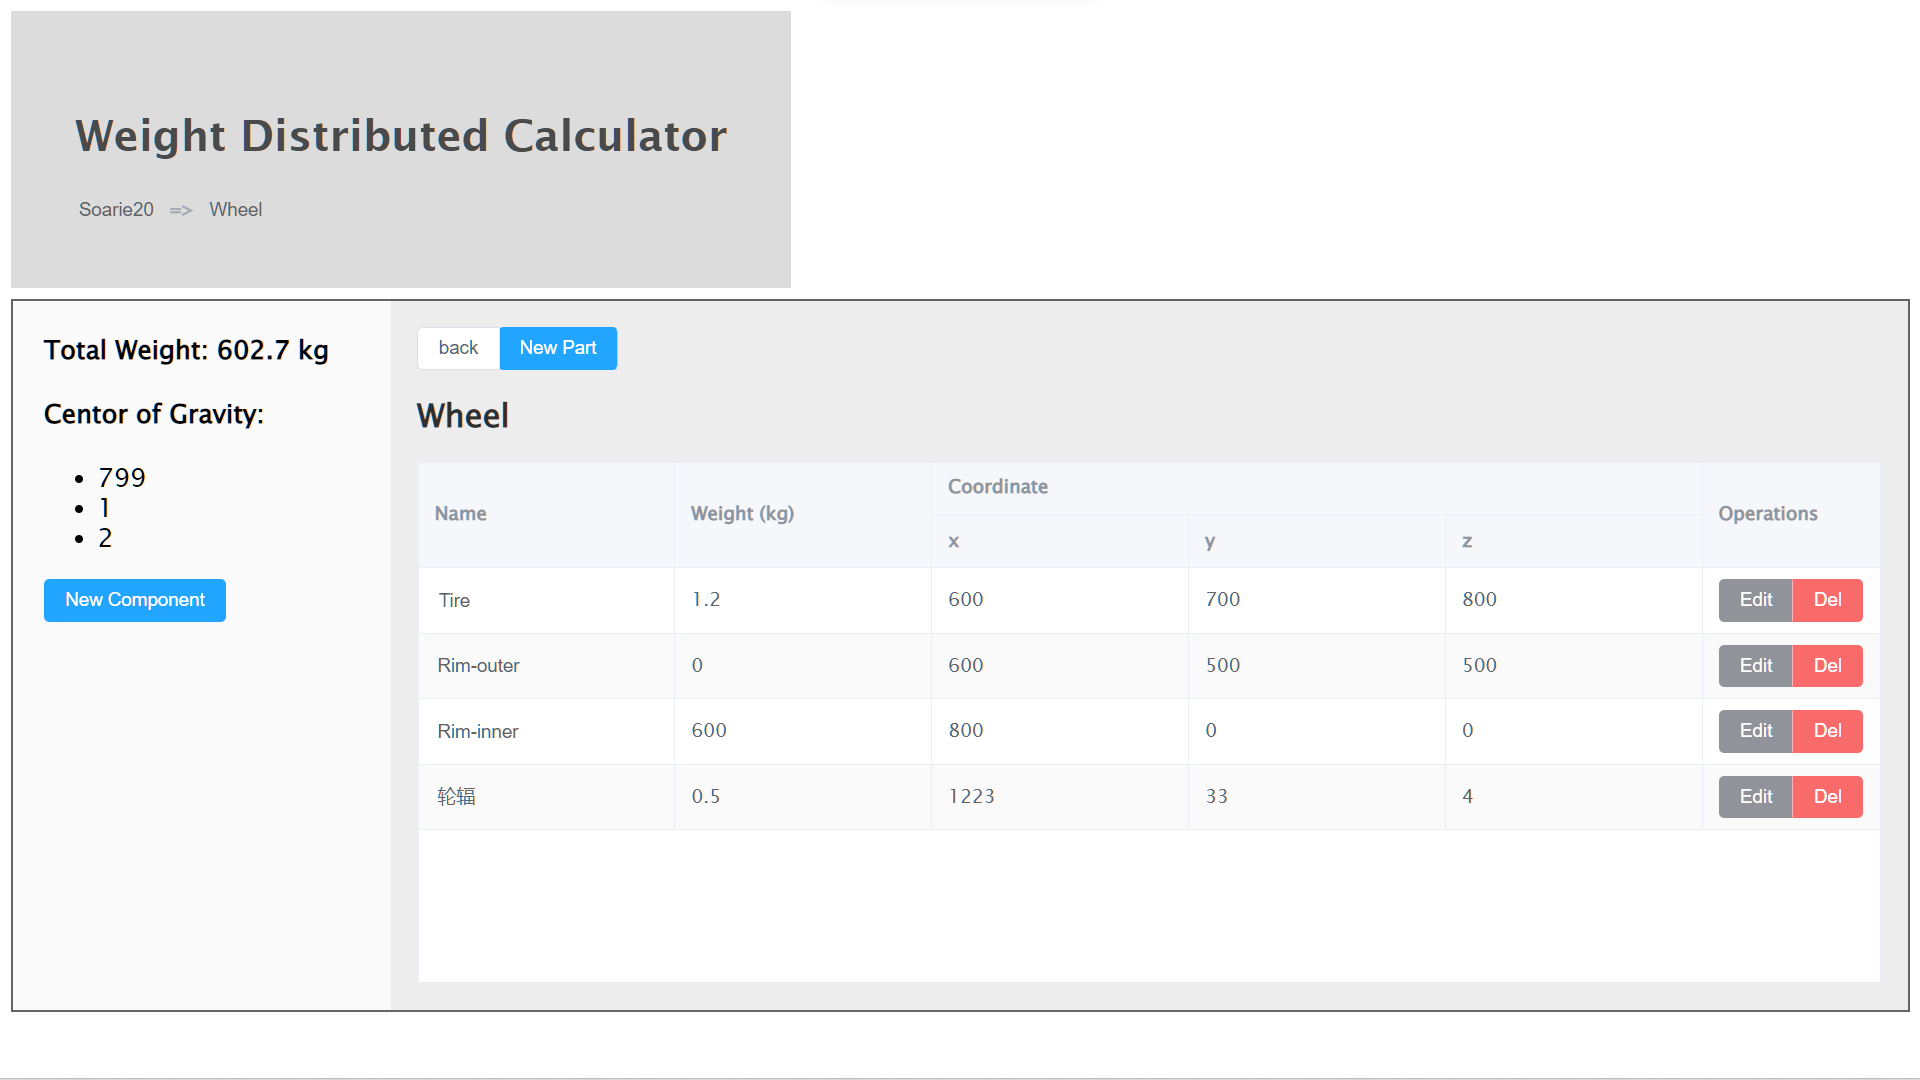 Weight Distributed Calculator
Soarie20 => Wheel
Total Weight: 602.7 kg
Centor of Gravity:
799
1
2
New Component
back New Part
Wheel
Name Weight (kg) Coordinate Operations
x y z
Tire 1.2 600 700 800 Edit Del
Rim-outer 0 600 500 500 Edit Del
Rim-inner 600 800 0 0 Edit Del
轮辐 0.5 1223 33 4 Edit Del